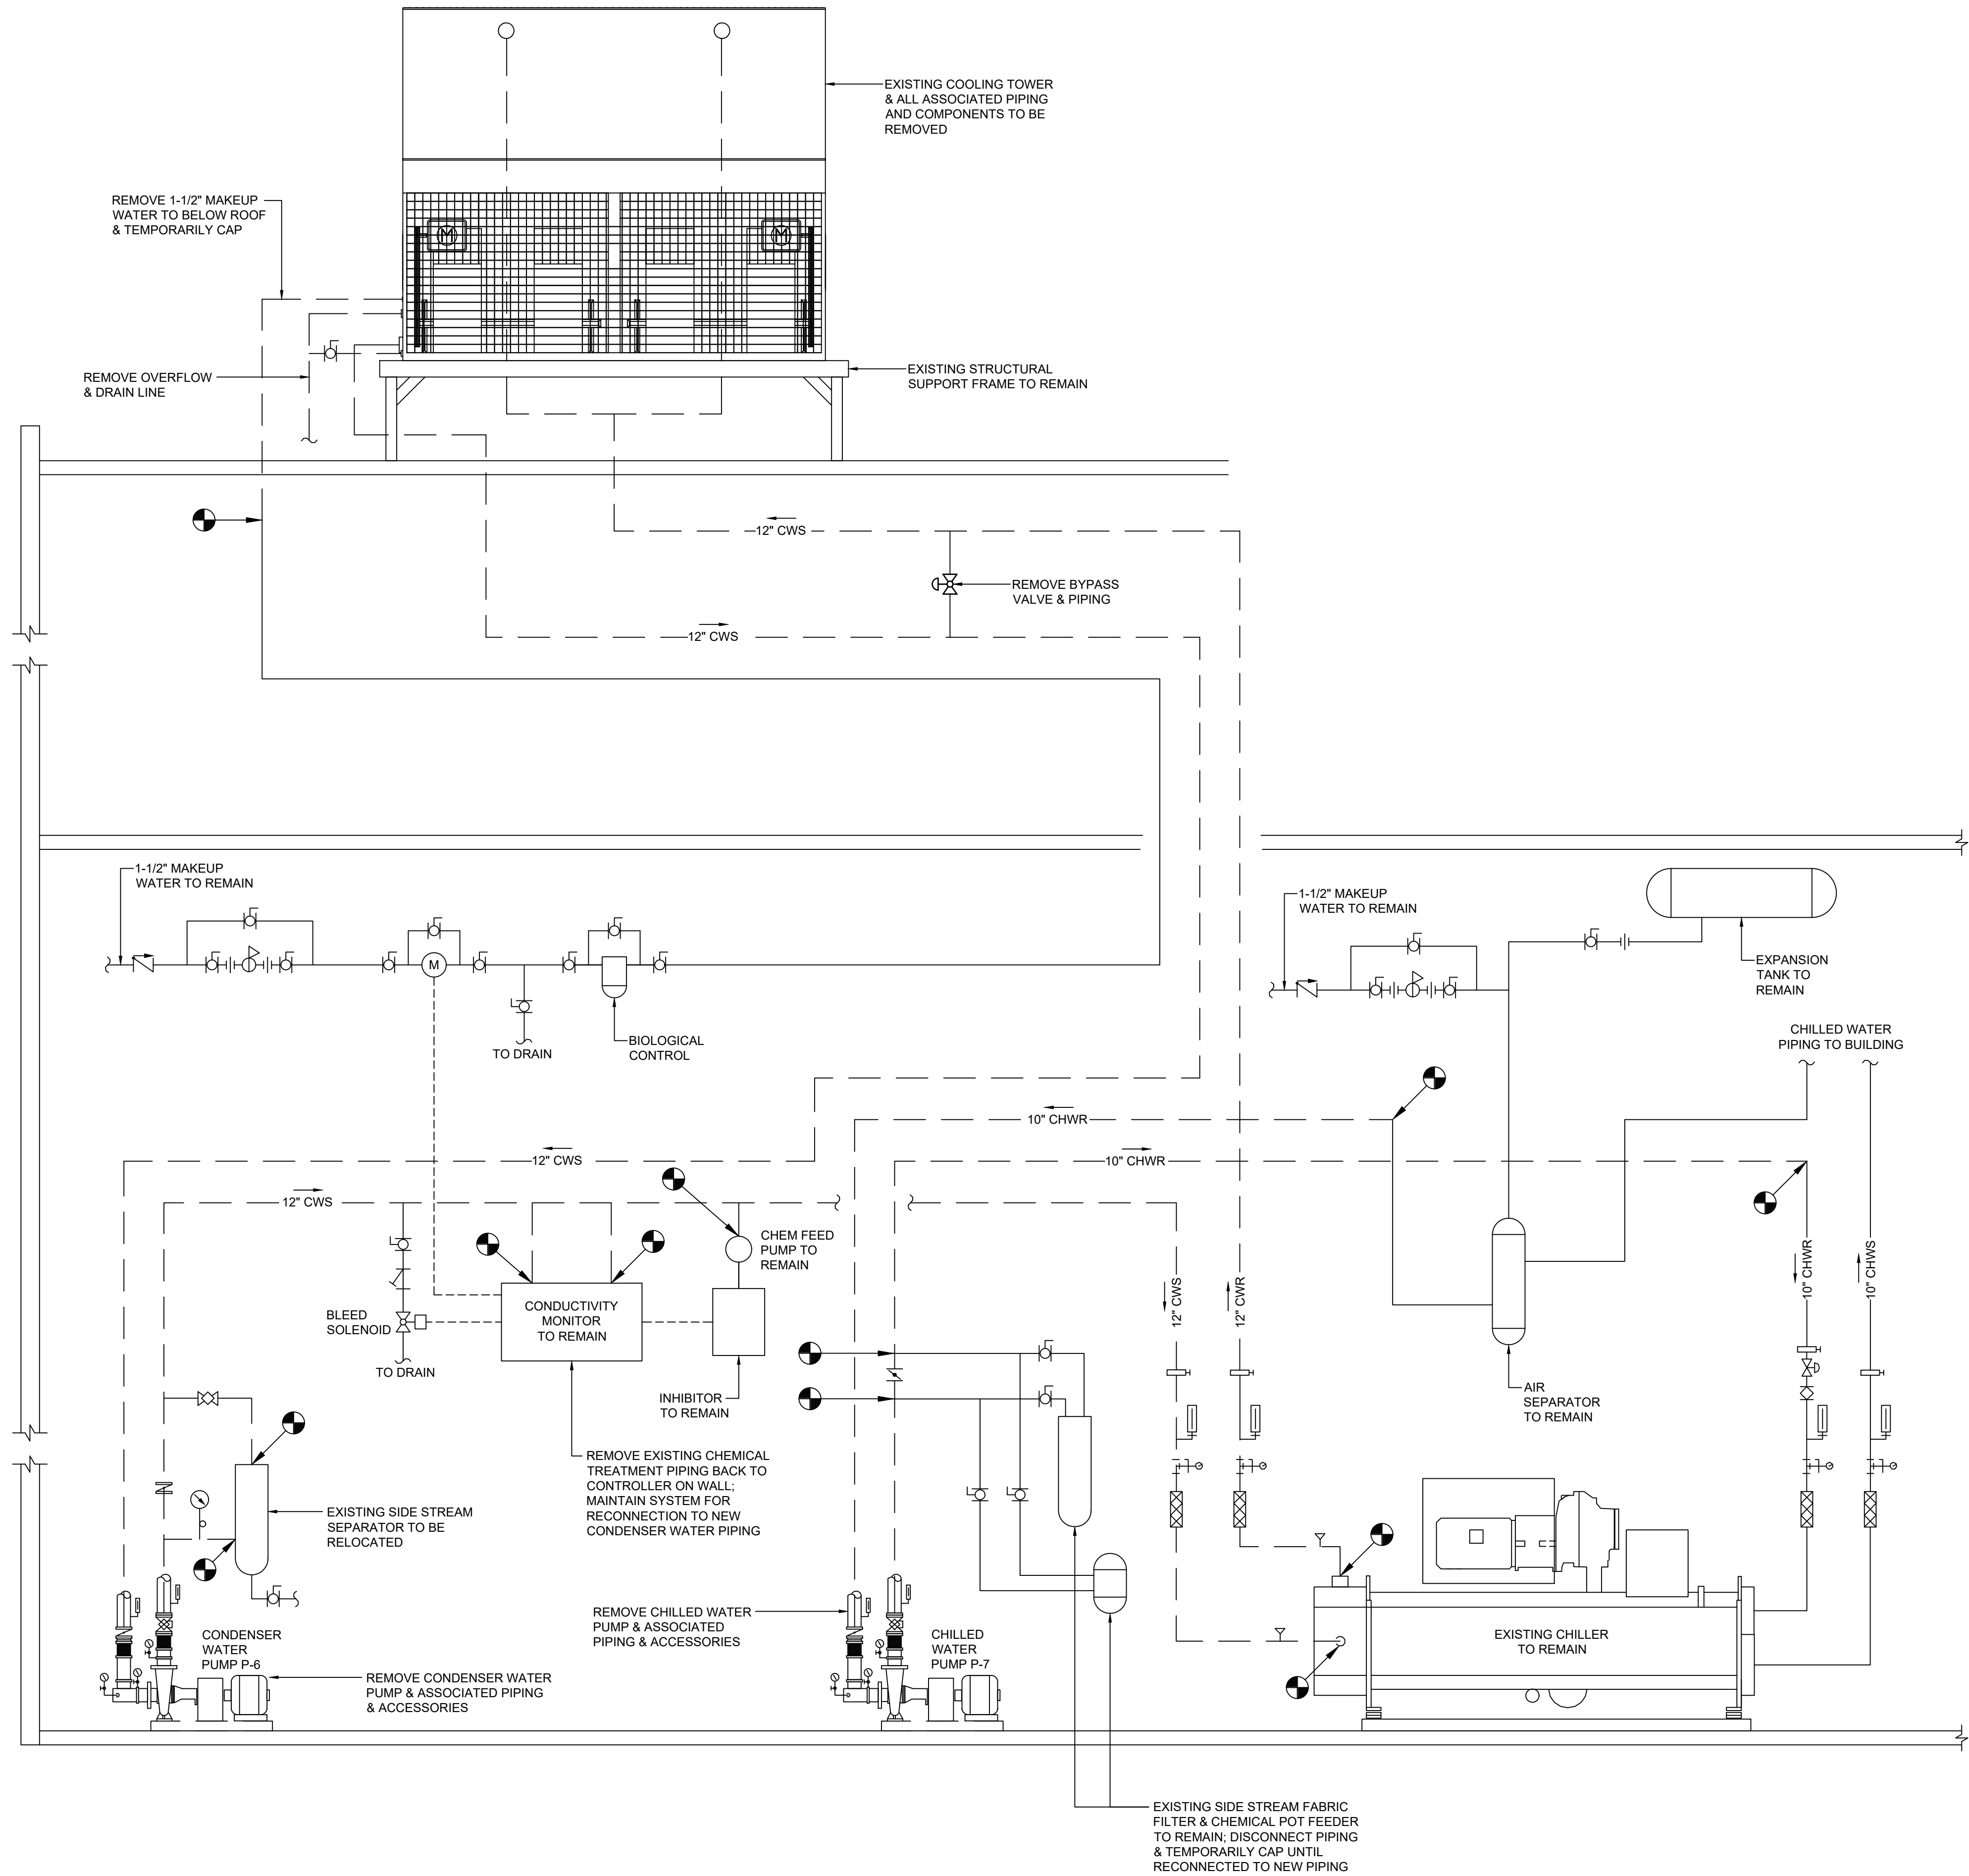 EXISTING COOLING TOWER
& ALL ASSOCIATED PIPING
AND COMPONENTS TO BE
REMOVED
REMOVE 1-1/2" MAKEUP
WATER TO BELOW ROOF
& TEMPORARILY CAP
M
M
REMOVE OVERFLOW
& DRAIN LINE
EXISTING STRUCTURAL
SUPPORT FRAME TO REMAIN
12" CWS
REMOVE BYPASS
VALVE & PIPING
12" CWS
1-1/2" MAKEUP
WATER TO REMAIN
M
TO DRAIN
BIOLOGICAL
CONTROL
1-1/2" MAKEUP
WATER TO REMAIN
EXPANSION
TANK TO
REMAIN
CHILLED WATER
PIPING TO BUILDING
10" CHWR
12" CWS
10" CHWR
12" CWS
CHEM FEED
PUMP TO
REMAIN
BLEED
SOLENOID
TO DRAIN
CONDUCTIVITY
MONITOR
TO REMAIN
INHIBITOR
TO REMAIN
12" CWS
12" CWR
10" CHWR
10" CHWS
AIR
SEPARATOR
TO REMAIN
REMOVE EXISTING CHEMICAL
TREATMENT PIPING BACK TO
CONTROLLER ON WALL;
MAINTAIN SYSTEM FOR
RECONNECTION TO NEW
CONDENSER WATER PIPING
EXISTING SIDE STREAM
SEPARATOR TO BE
RELOCATED
CONDENSER
WATER
PUMP P-6
REMOVE CONDENSER WATER
PUMP & ASSOCIATED PIPING
& ACCESSORIES
REMOVE CHILLED WATER
PUMP & ASSOCIATED
PIPING & ACCESSORIES
CHILLED
WATER
PUMP P-7
EXISTING CHILLER
TO REMAIN
EXISTING SIDE STREAM FABRIC
FILTER & CHEMICAL POT FEEDER
TO REMAIN; DISCONNECT PIPING
& TEMPORARILY CAP UNTIL
RECONNECTED TO NEW PIPING